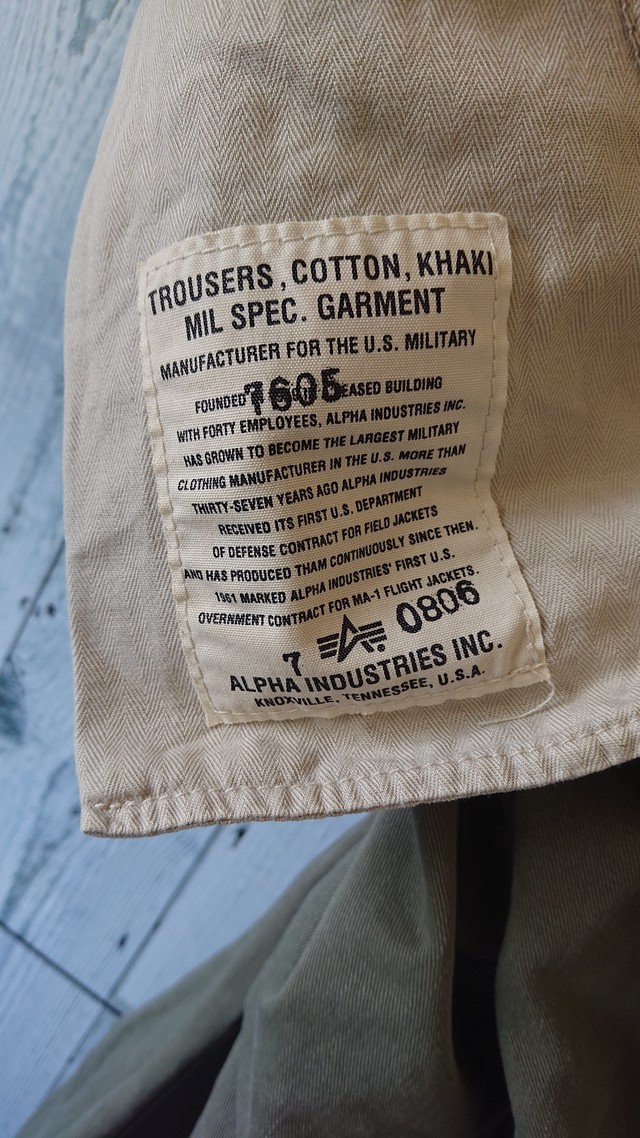 TROUSERS, COTTON, KHAKI
MIL SPEC. GARMENT
MANUFACTURER FOR THE U.S. MILITARY
7605
FOUNDED EASED BUILDING
WITH FORTY EMPLOYEES, ALPHA INDUSTRIES INC.
HAS GROWN TO BECOME THE LARGEST MILITARY
CLOTHING MANUFACTURER IN THE U.S. MORE THAN
THIRTY-SEVEN YEARS AGO ALPHA INDUSTRIES
RECEIVED ITS FIRST U.S. DEPARTMENT
OF DEFENSE CONTRACT FOR FIELD JACKETS
AND HAS PRODUCED THAM CONTINUOUSLY SINCE THEN.
1961 MARKED ALPHA INDUSTRIES' FIRST U.S.
OVERNMENT CONTRACT FOR MA-1 FLIGHT JACKETS.
7 A 0806
ALPHA INDUSTRIES INC.
KNOXVILLE, TENNESSEE, U.S.A.